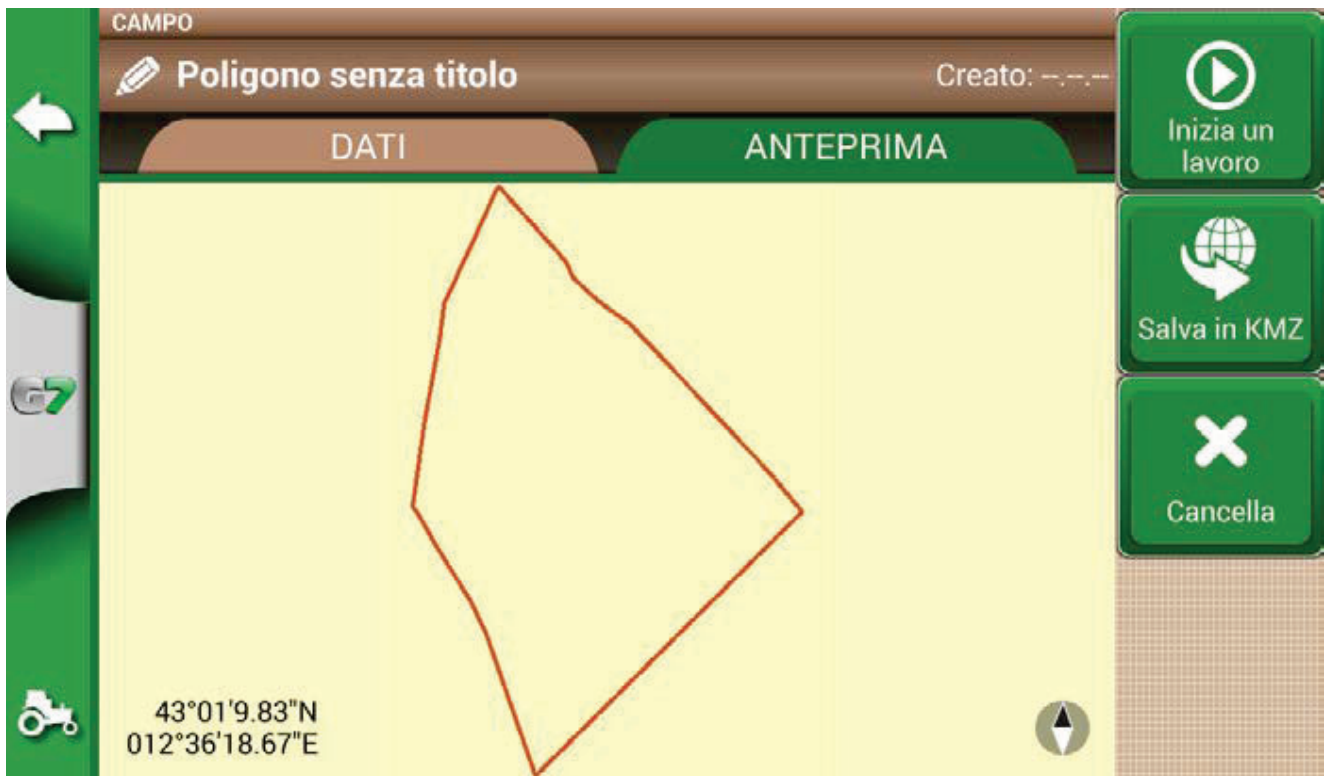 CAMPO
Poligono senza titolo
Creato: --.--.--
DATI
ANTEPRIMA
Inizia un
lavoro
Salva in KMZ
Cancella
G7
43°01'9.83"N
012°36'18.67"E